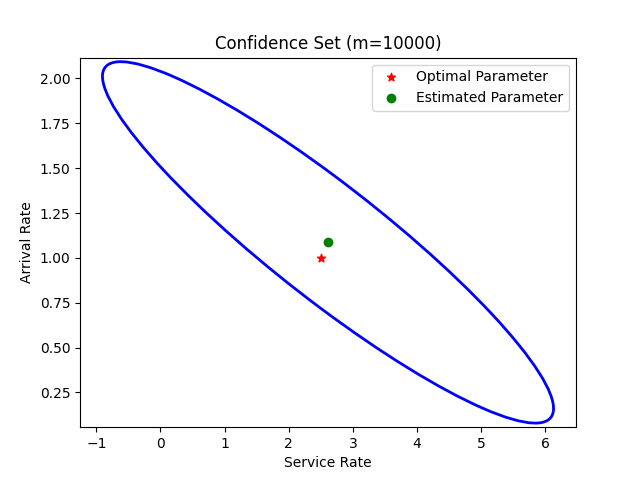 Confidence Set (m=10000)
Optimal Parameter
Estimated Parameter
Arrival Rate
2.00
1.75
1.50
1.25
1.00
0.75
0.50
0.25
−1 0 1 2 3 4 5 6
Service Rate